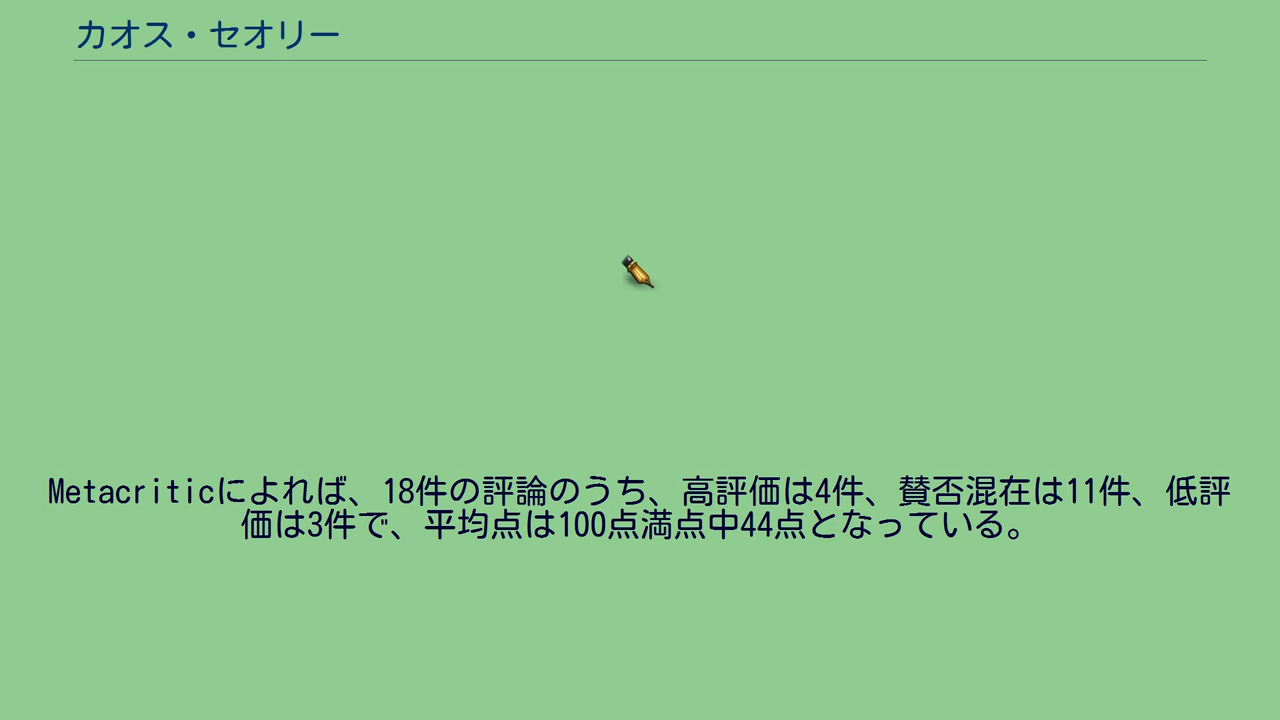 カオス・セオリー
Metacriticによれば、18件の評論のうち、高評価は4件、賛否混在は11件、低評
価は3件で、平均点は100点満点中44点となっている。